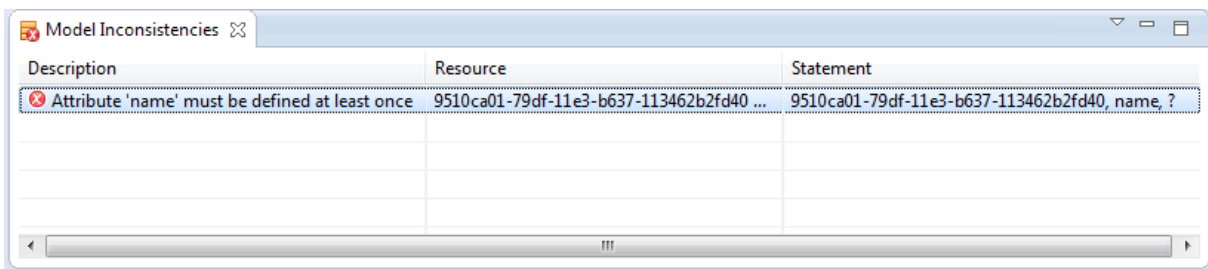 Model Inconsistencies
Description Resource Statement
Attribute 'name' must be defined at least once 9510ca01-79df-11e3-b637-113462b2fd40 ... 9510ca01-79df-11e3-b637-113462b2fd40, name, ?